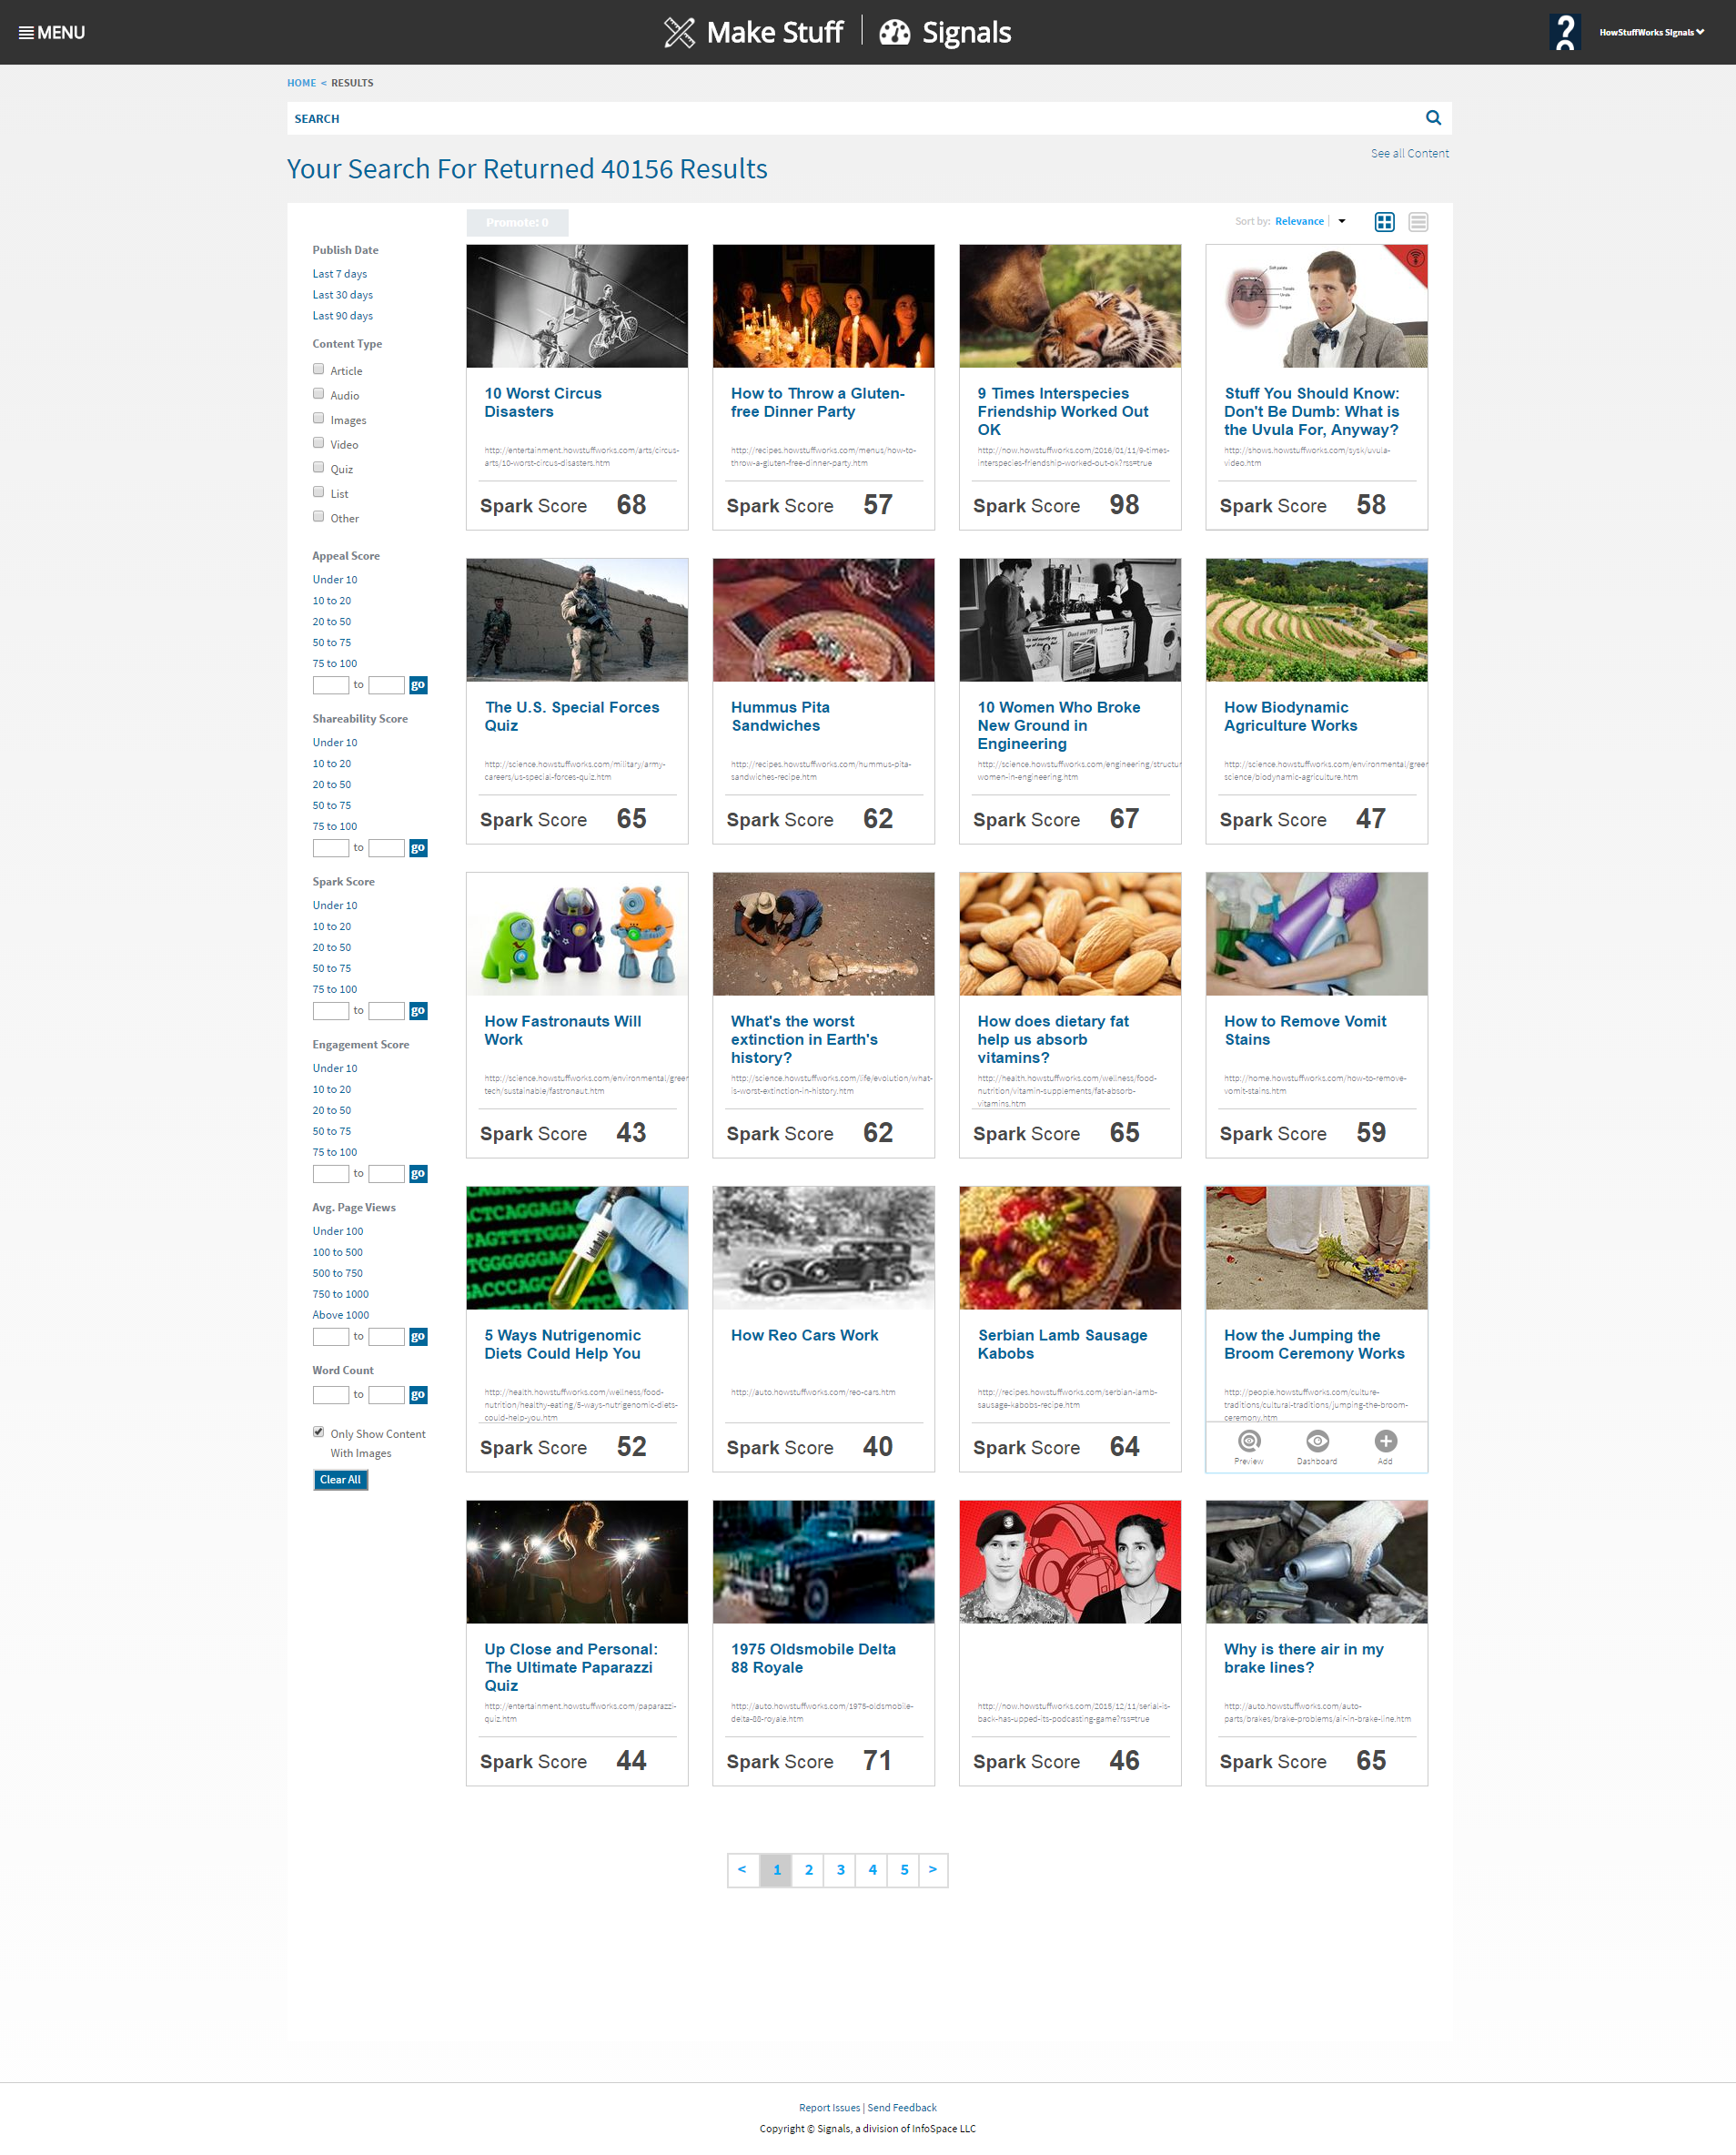 MENU
Make Stuff | Signals
HowStuffWorks Signals
HOME < RESULTS
SEARCH
Your Search For Returned 40156 Results
See all Content
Promote: 0
Sort by: Relevance
Publish Date
Last 7 days
Last 30 days
Last 90 days
Content Type
Article
Audio
Images
Video
Quiz
List
Other
Appeal Score
Under 10
10 to 20
20 to 50
50 to 75
75 to 100
to go
Shareability Score
Under 10
10 to 20
20 to 50
50 to 75
75 to 100
to go
Spark Score
Under 10
10 to 20
20 to 50
50 to 75
75 to 100
to go
Engagement Score
Under 10
10 to 20
20 to 50
50 to 75
75 to 100
to go
Avg. Page Views
Under 100
100 to 500
500 to 750
750 to 1000
Above 1000
to go
Word Count
to go
Only Show Content
With Images
Clear All
10 Worst Circus
Disasters
http://entertainment.howstuffworks.com/arts/circus-
arts/10-worst-circus-disasters.htm
Spark Score 68
How to Throw a Gluten-
free Dinner Party
http://recipes.howstuffworks.com/menus/how-to-
throw-a-gluten-free-dinner-party.htm
Spark Score 57
9 Times Interspecies
Friendship Worked Out
OK
http://now.howstuffworks.com/2016/01/11/9-times-
interspecies-friendship-worked-out-ok?rss=true
Spark Score 98
Soft palate
Tonsils
Uvula
Tongue
Stuff You Should Know:
Don't Be Dumb: What is
the Uvula For, Anyway?
http://shows.howstuffworks.com/sysk/uvula-
video.htm
Spark Score 58
The U.S. Special Forces
Quiz
http://science.howstuffworks.com/military/army-
careers/us-special-forces-quiz.htm
Spark Score 65
Hummus Pita
Sandwiches
http://recipes.howstuffworks.com/hummus-pita-
sandwiches-recipe.htm
Spark Score 62
10 Women Who Broke
New Ground in
Engineering
http://science.howstuffworks.com/engineering/structur
women-in-engineering.htm
Spark Score 67
How Biodynamic
Agriculture Works
http://science.howstuffworks.com/environmental/green
science/biodynamic-agriculture.htm
Spark Score 47
How Fastronauts Will
Work
http://science.howstuffworks.com/environmental/green
tech/sustainable/fastronaut.htm
Spark Score 43
What's the worst
extinction in Earth's
history?
http://science.howstuffworks.com/life/evolution/what-
is-worst-extinction-in-history.htm
Spark Score 62
How does dietary fat
help us absorb
vitamins?
http://health.howstuffworks.com/wellness/food-
nutrition/vitamin-supplements/fat-absorb-
vitamins.htm
Spark Score 65
How to Remove Vomit
Stains
http://home.howstuffworks.com/how-to-remove-
vomit-stains.htm
Spark Score 59
5 Ways Nutrigenomic
Diets Could Help You
http://health.howstuffworks.com/wellness/food-
nutrition/healthy-eating/5-ways-nutrigenomic-diets-
could-help-you.htm
Spark Score 52
How Reo Cars Work
http://auto.howstuffworks.com/reo-cars.htm
Spark Score 40
Serbian Lamb Sausage
Kabobs
http://recipes.howstuffworks.com/serbian-lamb-
sausage-kabobs-recipe.htm
Spark Score 64
How the Jumping the
Broom Ceremony Works
http://people.howstuffworks.com/culture-
traditions/cultural-traditions/jumping-the-broom-
ceremony.htm
Preview Dashboard Add
Up Close and Personal:
The Ultimate Paparazzi
Quiz
http://entertainment.howstuffworks.com/paparazzi-
quiz.htm
Spark Score 44
1975 Oldsmobile Delta
88 Royale
http://auto.howstuffworks.com/1975-oldsmobile-
delta-88-royale.htm
Spark Score 71
http://now.howstuffworks.com/2015/12/11/serial-is-
back-has-upped-its-podcasting-game?rss=true
Spark Score 46
Why is there air in my
brake lines?
http://auto.howstuffworks.com/auto-
parts/brakes/brake-problems/air-in-brake-line.htm
Spark Score 65
< 1 2 3 4 5 >
Report Issues | Send Feedback
Copyright © Signals, a division of InfoSpace LLC